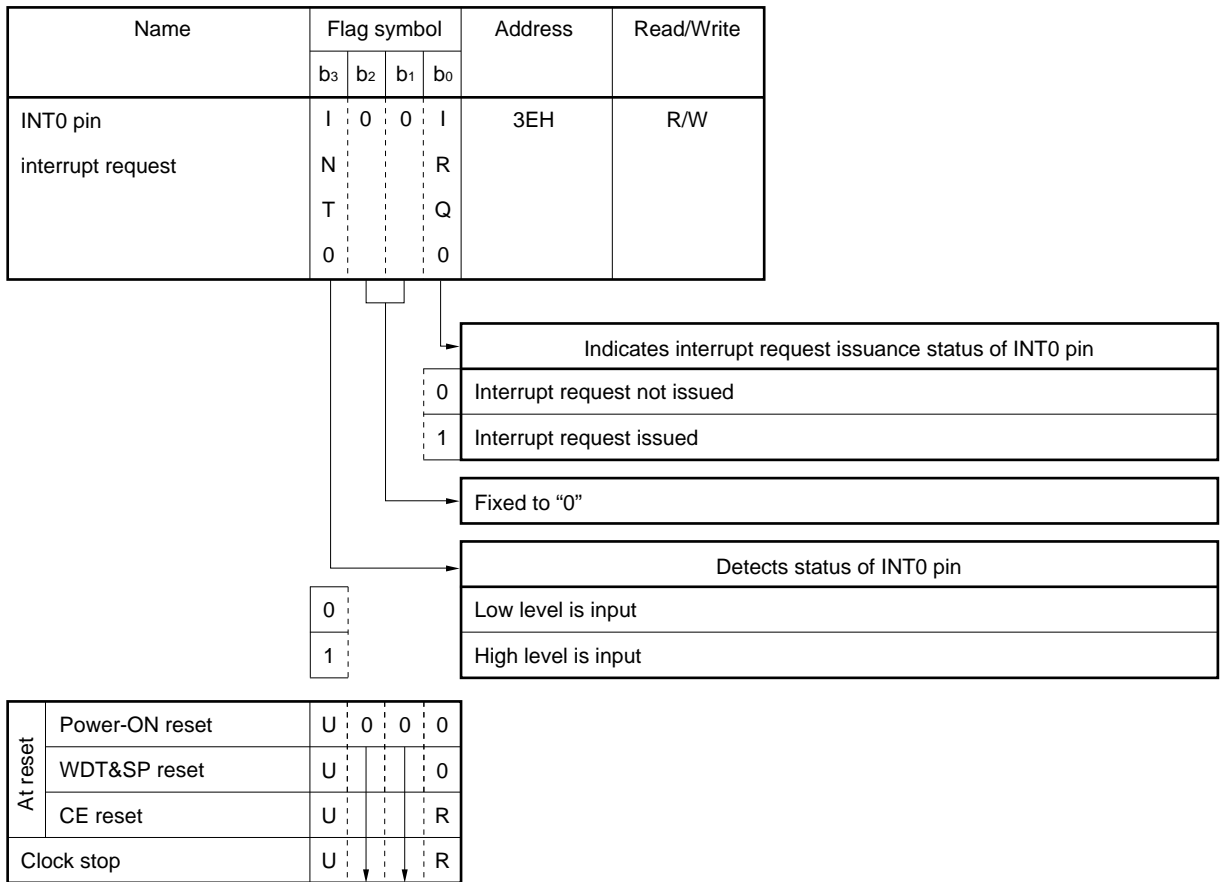 Name Flag symbol Address Read/Write
b3 b2 b1 b0
INT0 pin I 0 0 I 3EH R/W
interrupt request N R
T Q
0 0
Indicates interrupt request issuance status of INT0 pin
0 Interrupt request not issued
1 Interrupt request issued
Fixed to “0”
Detects status of INT0 pin
0 Low level is input
1 High level is input
At reset
Power-ON reset U 0 0 0
WDT&SP reset U 0
CE reset U R
Clock stop U R